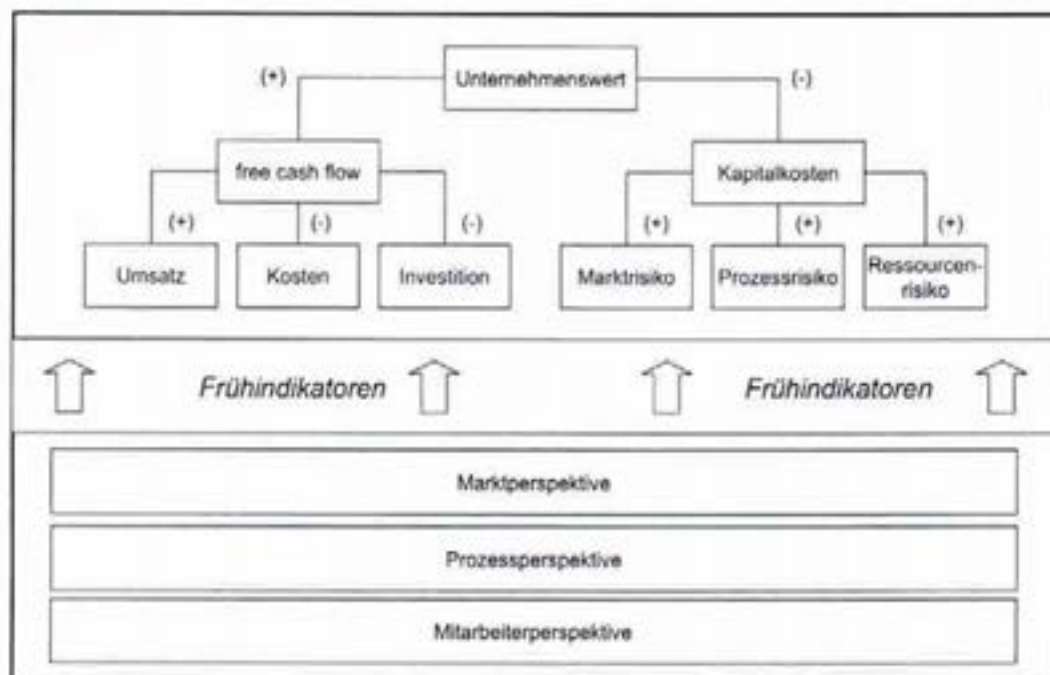 Unternehmenswert
(+)
(-)
free cash flow
Kapitalkosten
(+)
(-)
(-)
(+)
(+)
(+)
Umsatz
Kosten
Investition
Marktrisiko
Prozessrisiko
Ressourcen-
risiko
Frühindikatoren
Frühindikatoren
Marktperspektive
Prozessperspektive
Mitarbeiterperspektive